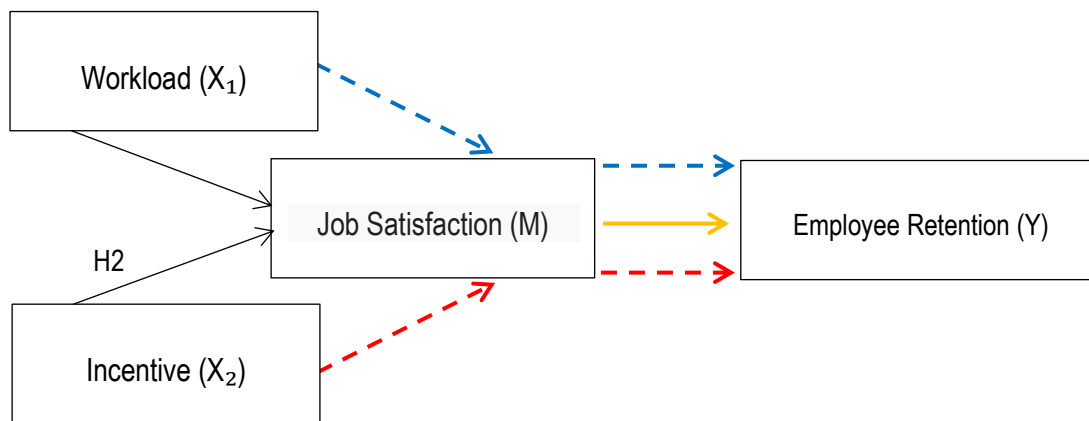 Workload (X₁)
Job Satisfaction (M)
Employee Retention (Y)
H2
Incentive (X₂)